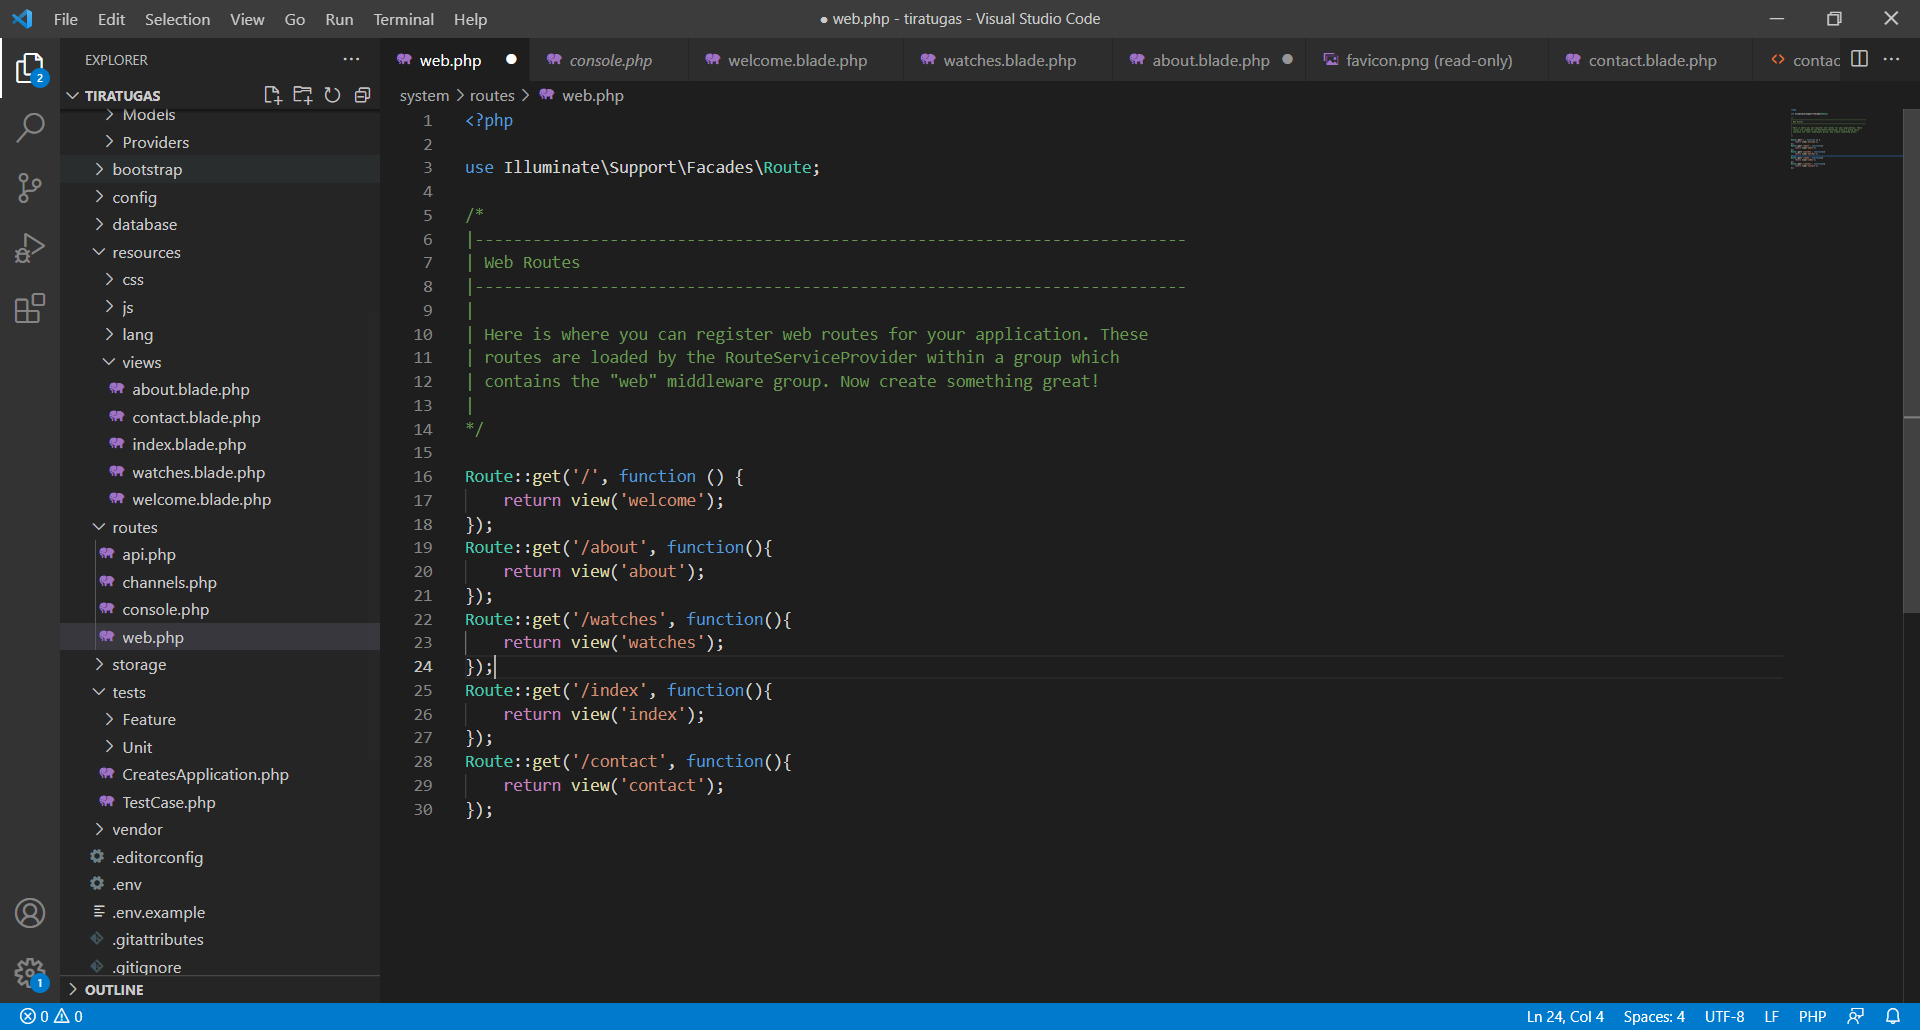 File Edit Selection View Go Run Terminal Help
● web.php - tiratugas - Visual Studio Code
EXPLORER
TIRATUGAS
Models
Providers
bootstrap
config
database
resources
css
js
lang
views
about.blade.php
contact.blade.php
index.blade.php
watches.blade.php
welcome.blade.php
routes
api.php
channels.php
console.php
web.php
storage
tests
Feature
Unit
CreatesApplication.php
TestCase.php
vendor
.editorconfig
.env
.env.example
.gitattributes
.gitignore
OUTLINE
2
1
web.php console.php welcome.blade.php watches.blade.php about.blade.php favicon.png (read-only) contact.blade.php contac
system > routes > web.php
1 <?php
2
3 use Illuminate\Support\Facades\Route;
4
5 /*
6 |--------------------------------------------------------------------------
7 | Web Routes
8 |--------------------------------------------------------------------------
9 |
10 | Here is where you can register web routes for your application. These
11 | routes are loaded by the RouteServiceProvider within a group which
12 | contains the "web" middleware group. Now create something great!
13 |
14 */
15
16 Route::get('/', function () {
17     return view('welcome');
18 });
19 Route::get('/about', function(){
20     return view('about');
21 });
22 Route::get('/watches', function(){
23     return view('watches');
24 });
25 Route::get('/index', function(){
26     return view('index');
27 });
28 Route::get('/contact', function(){
29     return view('contact');
30 });
0 0
Ln 24, Col 4 Spaces: 4 UTF-8 LF PHP